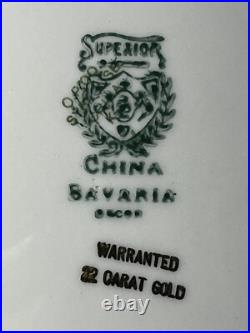 SUPERIOR
CHINA
BAVARIA
DECOR
WARRANTED
22 CARAT GOLD